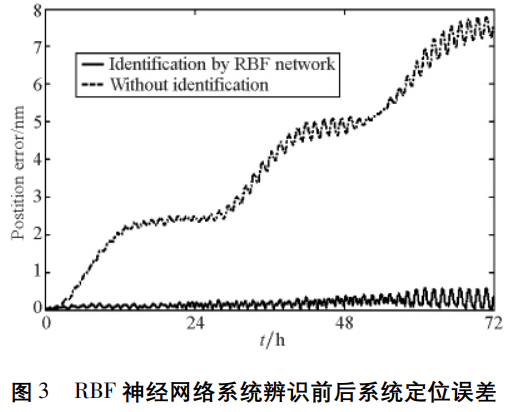 8
7
6
5
4
3
2
1
0
Postition error/nm
Identification by RBF network
Without identification
0
24
48
72
t/h
图 3 RBF 神经网络系统辨识前后系统定位误差